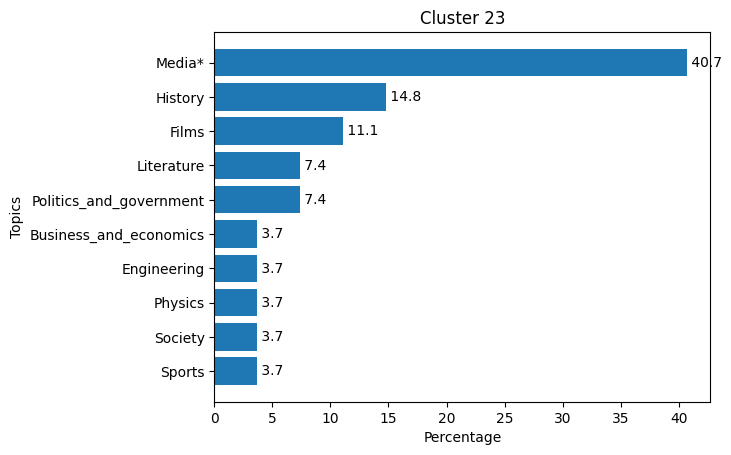 Cluster 23
Topics
Media* 40.7
History 14.8
Films 11.1
Literature 7.4
Politics_and_government 7.4
Business_and_economics 3.7
Engineering 3.7
Physics 3.7
Society 3.7
Sports 3.7
0 5 10 15 20 25 30 35 40
Percentage